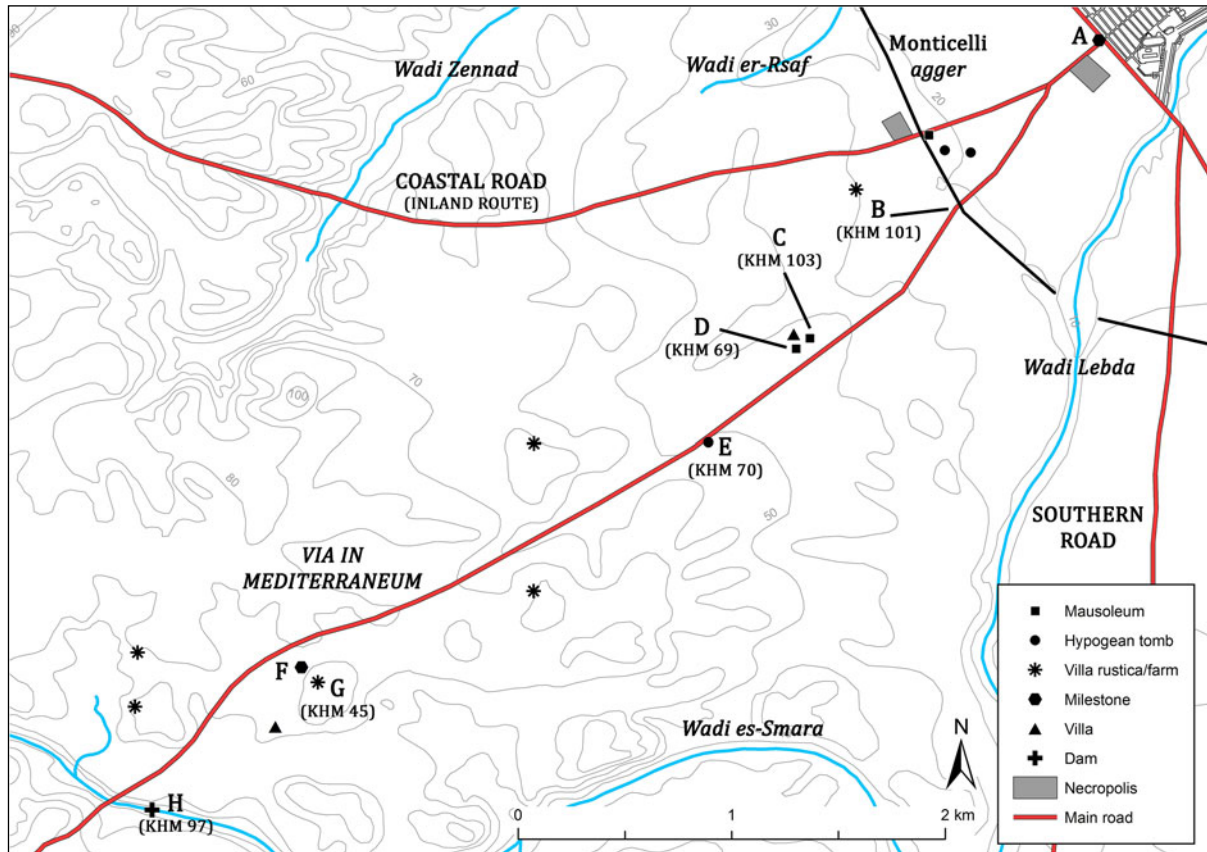 30
60
90
20
Monticelli
agger
A
Wadi Zennad
Wadi er-Rsaf
COASTAL ROAD
(INLAND ROUTE)
B
(KHM 101)
C
(KHM 103)
D
(KHM 69)
10
Wadi Lebda
70
100
E
(KHM 70)
80
50
SOUTHERN
ROAD
VIA IN
MEDITERRANEUM
F
G
(KHM 45)
Wadi es-Smara
N
H
(KHM 97)
0 1 2 km
Mausoleum
Hypogean tomb
Villa rustica/farm
Milestone
Villa
Dam
Necropolis
Main road